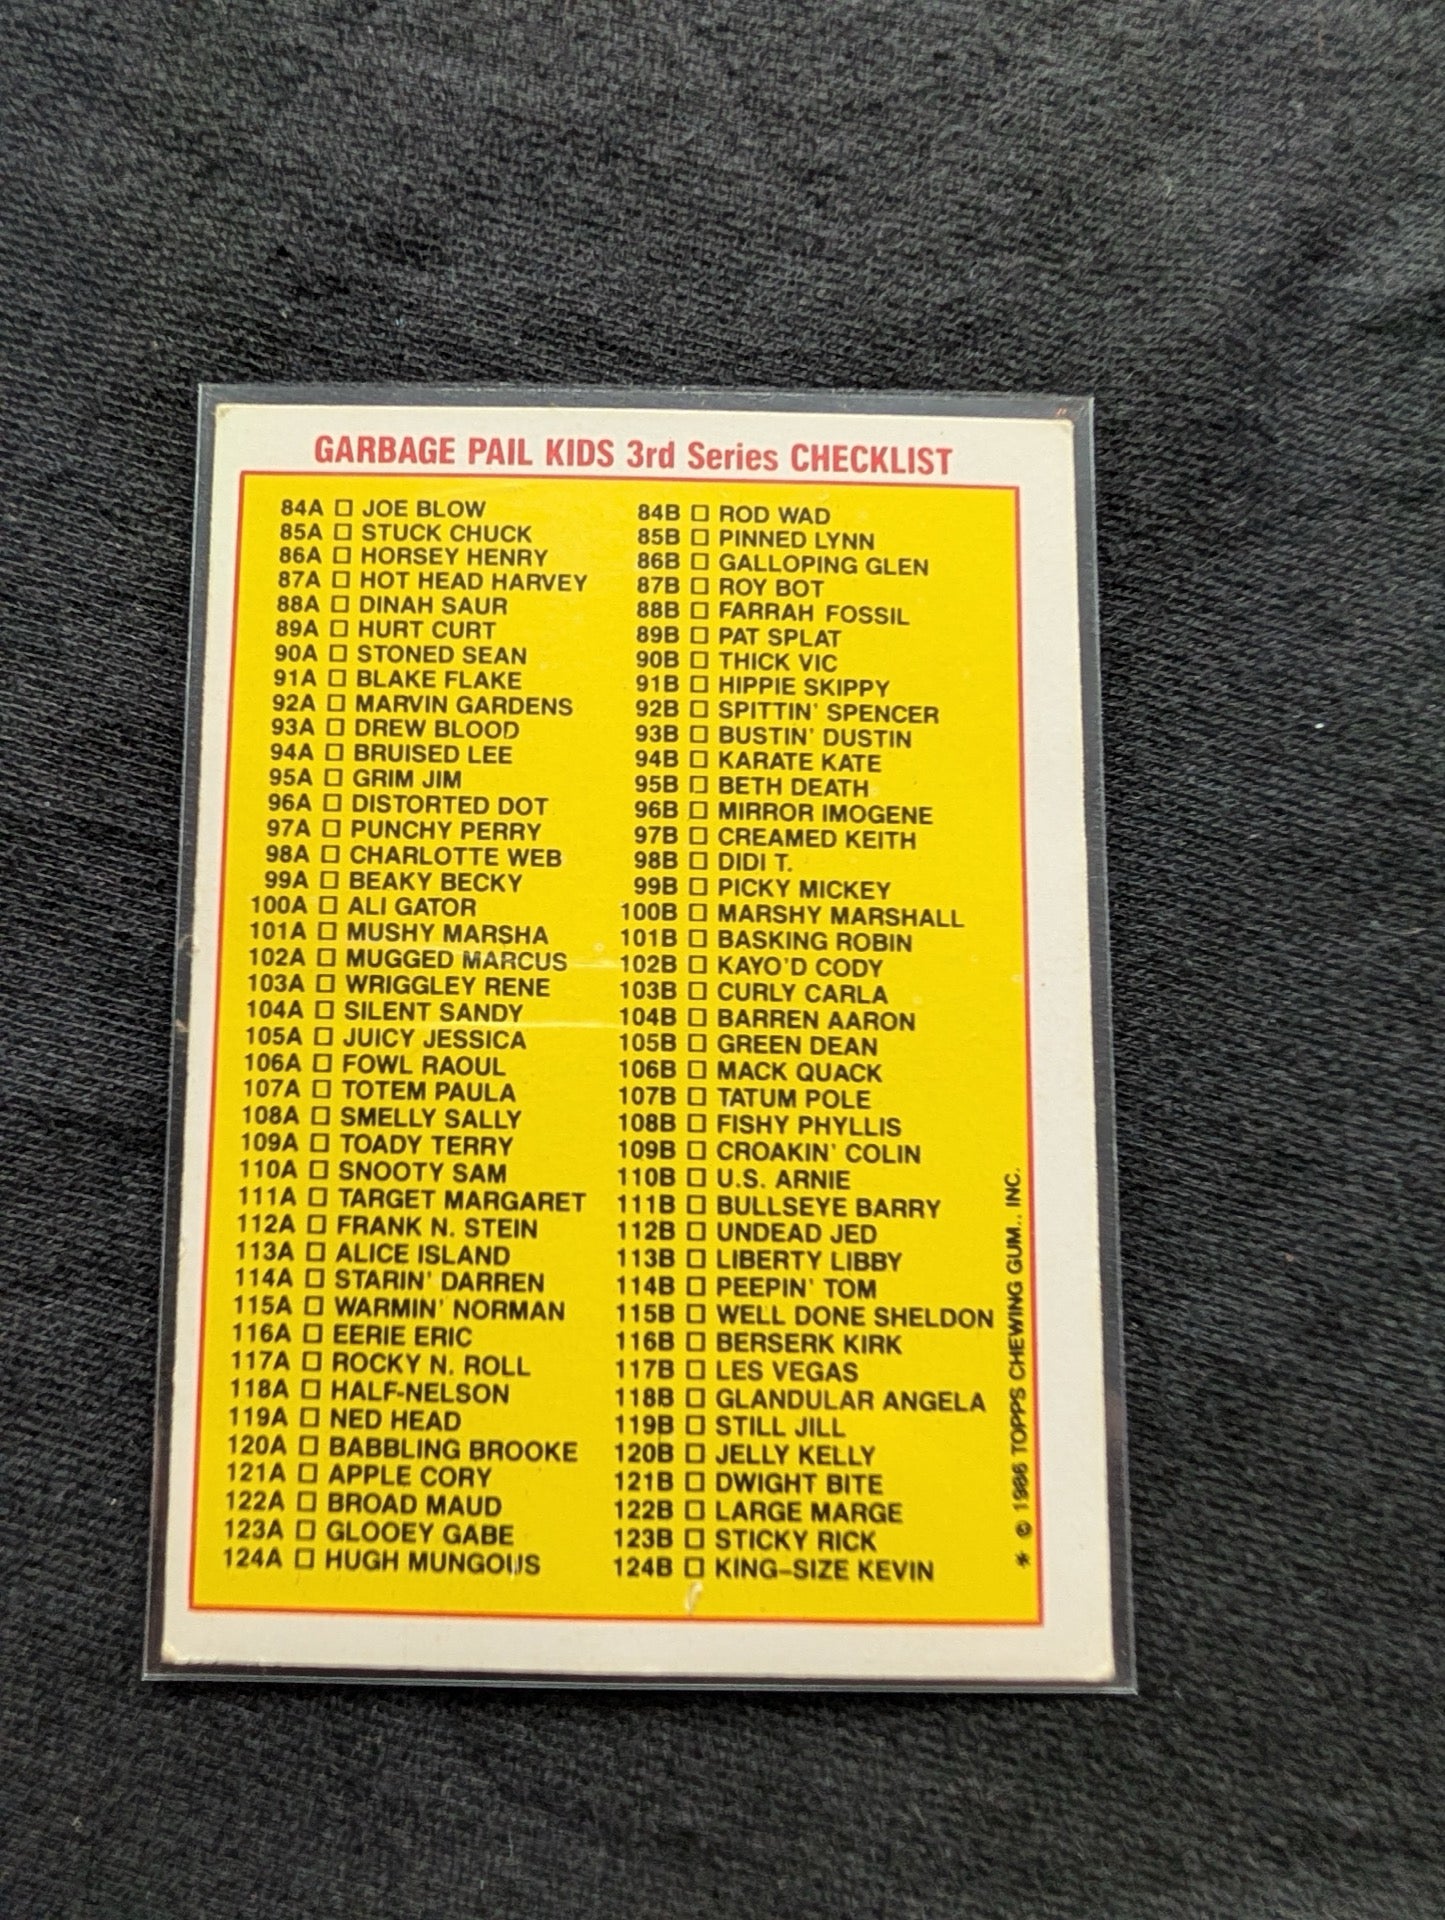 GARBAGE PAIL KIDS 3rd Series CHECKLIST
84A □ JOE BLOW
85A □ STUCK CHUCK
86A □ HORSEY HENRY
87A □ HOT HEAD HARVEY
88A □ DINAH SAUR
89A □ HURT CURT
90A □ STONED SEAN
91A □ BLAKE FLAKE
92A □ MARVIN GARDENS
93A □ DREW BLOOD
94A □ BRUISED LEE
95A □ GRIM JIM
96A □ DISTORTED DOT
97A □ PUNCHY PERRY
98A □ CHARLOTTE WEB
99A □ BEAKY BECKY
100A □ ALI GATOR
101A □ MUSHY MARSHA
102A □ MUGGED MARCUS
103A □ WRIGGLEY RENE
104A □ SILENT SANDY
105A □ JUICY JESSICA
106A □ FOWL RAOUL
107A □ TOTEM PAULA
108A □ SMELLY SALLY
109A □ TOADY TERRY
110A □ SNOOTY SAM
111A □ TARGET MARGARET
112A □ FRANK N. STEIN
113A □ ALICE ISLAND
114A □ STARIN' DARREN
115A □ WARMIN' NORMAN
116A □ EERIE ERIC
117A □ ROCKY N. ROLL
118A □ HALF-NELSON
119A □ NED HEAD
120A □ BABBLING BROOKE
121A □ APPLE CORY
122A □ BROAD MAUD
123A □ GLOOEY GABE
124A □ HUGH MUNGOUS
84B □ ROD WAD
85B □ PINNED LYNN
86B □ GALLOPING GLEN
87B □ ROY BOT
88B □ FARRAH FOSSIL
89B □ PAT SPLAT
90B □ THICK VIC
91B □ HIPPIE SKIPPY
92B □ SPITTIN' SPENCER
93B □ BUSTIN' DUSTIN
94B □ KARATE KATE
95B □ BETH DEATH
96B □ MIRROR IMOGENE
97B □ CREAMED KEITH
98B □ DIDI T.
99B □ PICKY MICKEY
100B □ MARSHY MARSHALL
101B □ BASKING ROBIN
102B □ KAYO'D CODY
103B □ CURLY CARLA
104B □ BARREN AARON
105B □ GREEN DEAN
106B □ MACK QUACK
107B □ TATUM POLE
108B □ FISHY PHYLLIS
109B □ CROAKIN' COLIN
110B □ U.S. ARNIE
111B □ BULLSEYE BARRY
112B □ UNDEAD JED
113B □ LIBERTY LIBBY
114B □ PEEPIN' TOM
115B □ WELL DONE SHELDON
116B □ BERSERK KIRK
117B □ LES VEGAS
118B □ GLANDULAR ANGELA
119B □ STILL JILL
120B □ JELLY KELLY
121B □ DWIGHT BITE
122B □ LARGE MARGE
123B □ STICKY RICK
124B □ KING-SIZE KEVIN
* © 1986 TOPPS CHEWING GUM., INC.